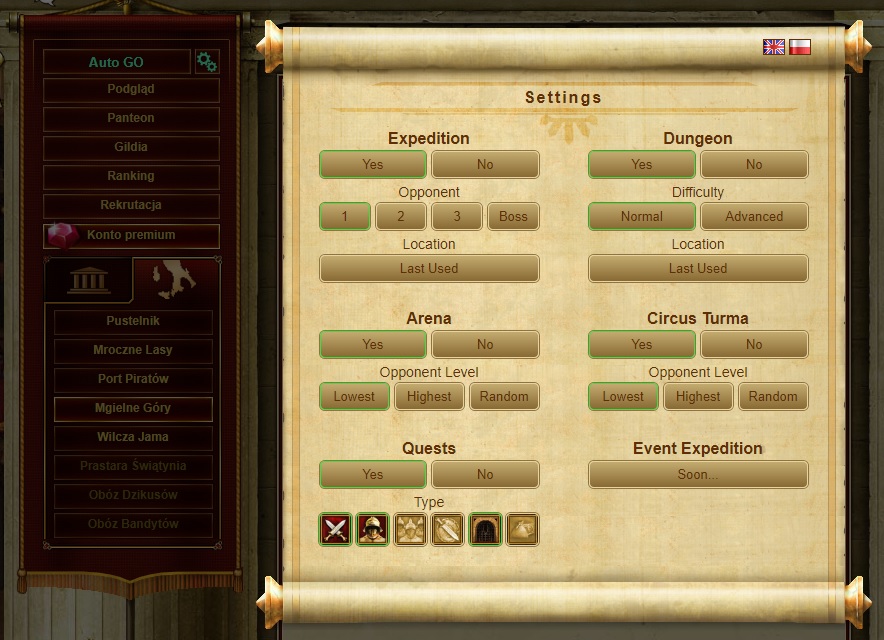 Auto GO
Podgląd
Panteon
Gildia
Ranking
Rekrutacja
Konto premium
Pustelnik
Mroczne Lasy
Port Piratów
Mgielne Góry
Wilcza Jama
Prastara Świątynia
Obóz Dzikusów
Obóz Bandytów
Settings
Expedition
Yes No
Opponent
1 2 3 Boss
Location
Last Used
Dungeon
Yes No
Difficulty
Normal Advanced
Location
Last Used
Arena
Yes No
Opponent Level
Lowest Highest Random
Circus Turma
Yes No
Opponent Level
Lowest Highest Random
Quests
Yes No
Type
Event Expedition
Soon...